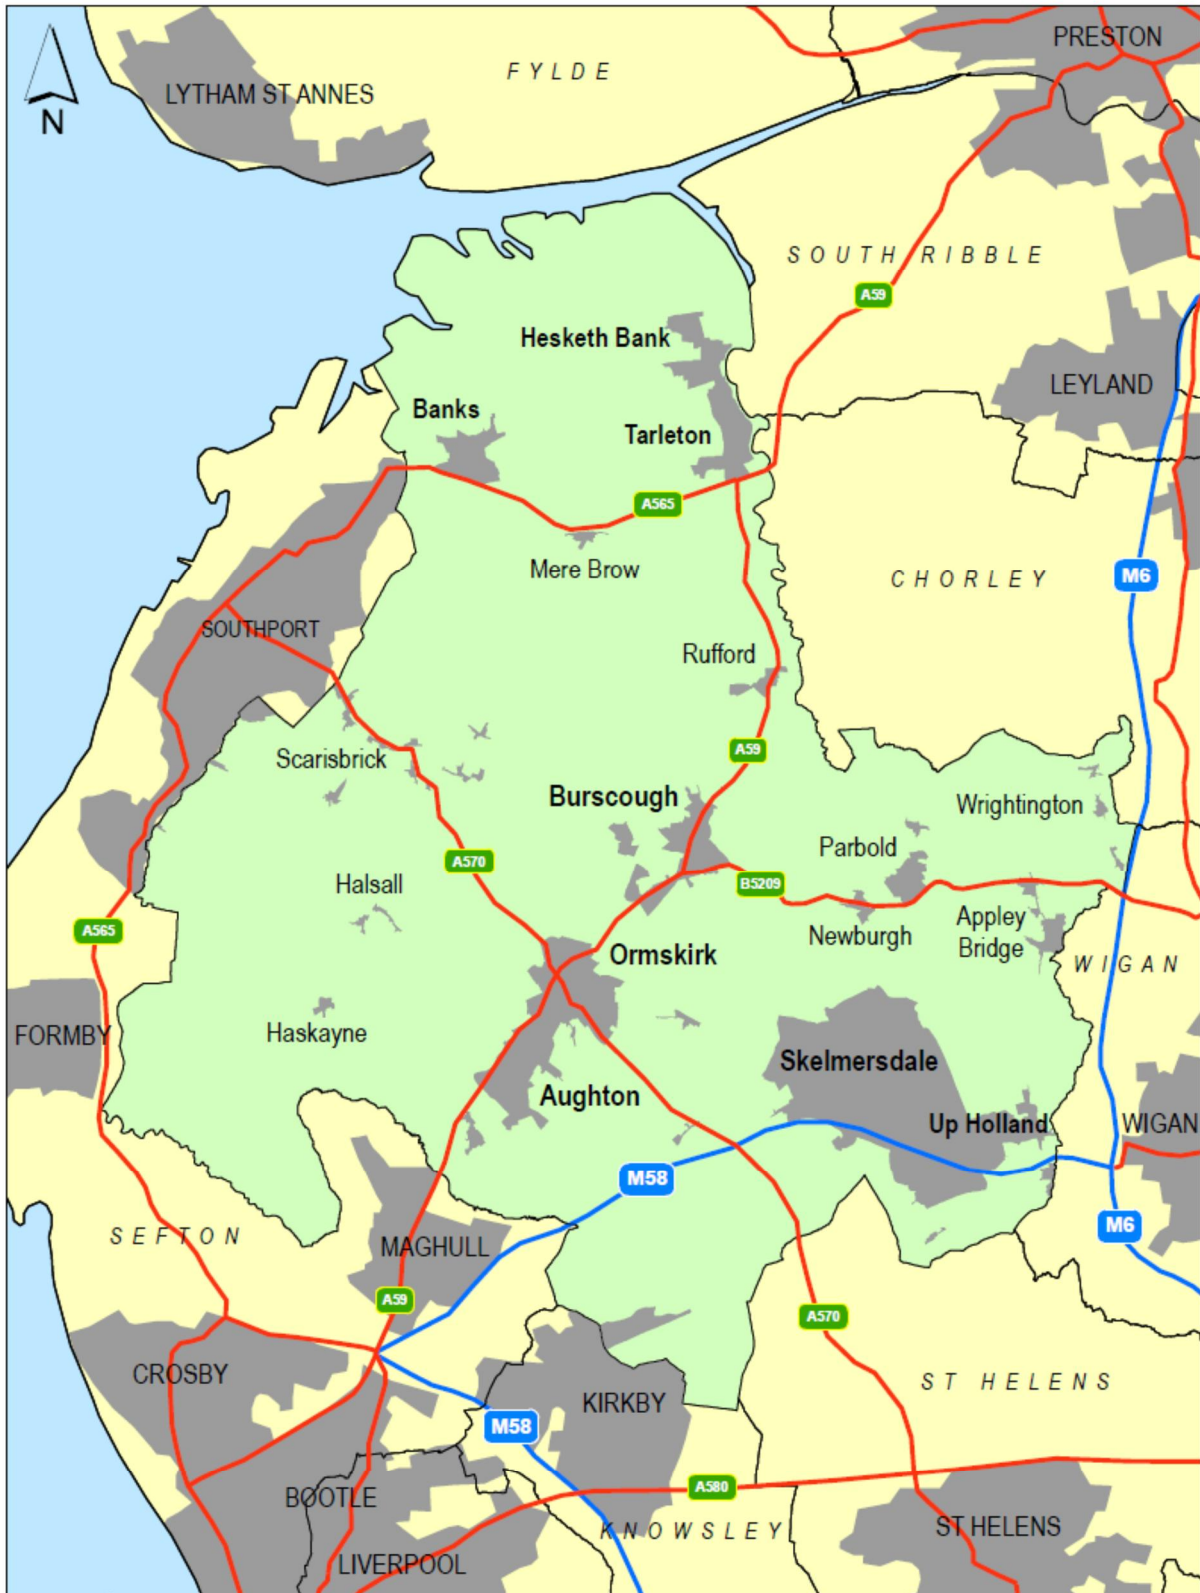 PRESTON
FYLDE
LYTHAM ST ANNES
N
SOUTH RIBBLE
A59
Hesketh Bank
LEYLAND
Banks
Tarleton
A565
Mere Brow
CHORLEY
M6
SOUTHPORT
Rufford
A59
Scarisbrick
Burscough
Wrightington
Parbold
A570
Halsall
B5209
A565
Newburgh
Appley
Bridge
Ormskirk
WIGAN
FORMBY
Haskayne
Skelmersdale
Aughton
Up Holland
WIGAN
M58
M6
SEFTON
MAGHULL
A59
A570
CROSBY
ST HELENS
KIRKBY
M58
A580
BOOTLE
KNOWSLEY
ST HELENS
LIVERPOOL